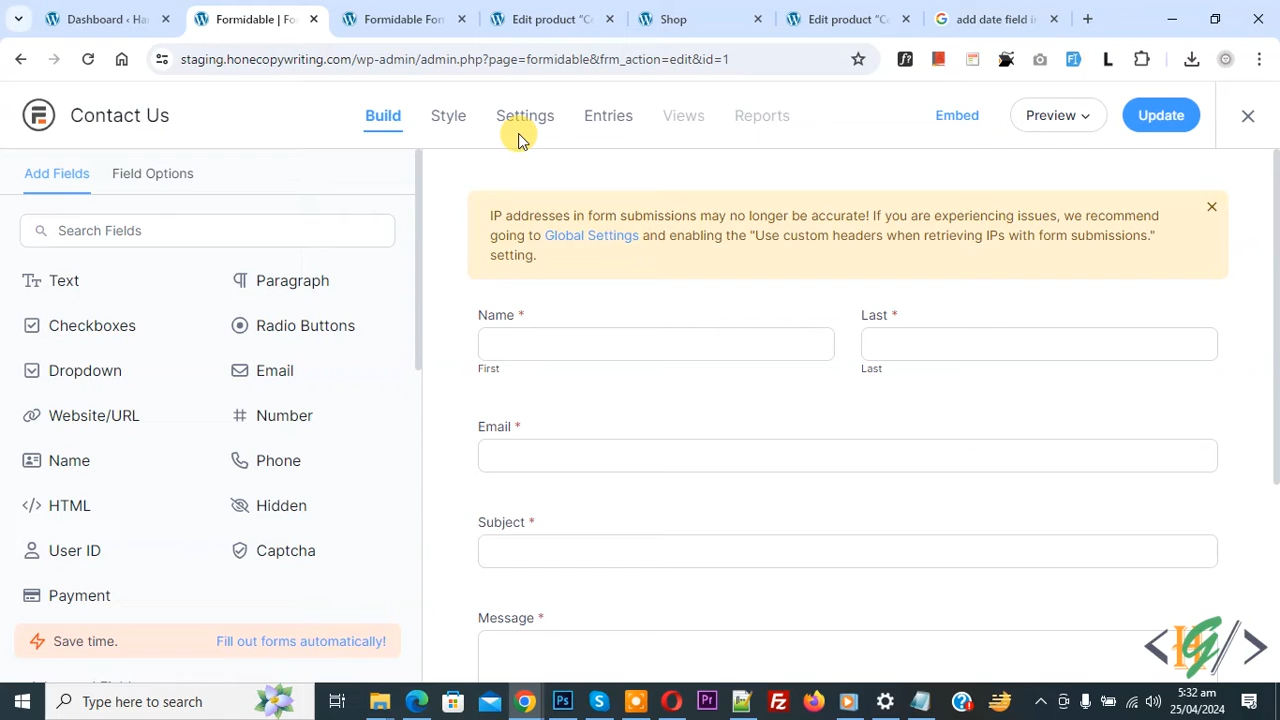 Dashboard ‹ Ha
Formidable | Fo
Formidable For
Edit product "Co
Shop
Edit product "Co
add date field i
staging.hardcopywriting.com/wp-admin/admin.php?page=formidable&frm_action=edit&id=1
Contact Us
Build
Style
Settings
Entries
Views
Reports
Embed
Preview
Update
Add Fields
Field Options
Search Fields
IP addresses in form submissions may no longer be accurate! If you are experiencing issues, we recommend
going to Global Settings and enabling the "Use custom headers when retrieving IPs with form submissions."
setting.
Text
Paragraph
Checkboxes
Radio Buttons
Dropdown
Email
Website/URL
Number
Name
Phone
HTML
Hidden
User ID
Captcha
Payment
Save time.
Fill out forms automatically!
Name *
First
Last *
Last
Email *
Subject *
Message *
Type here to search
5:32 am
25/04/2024